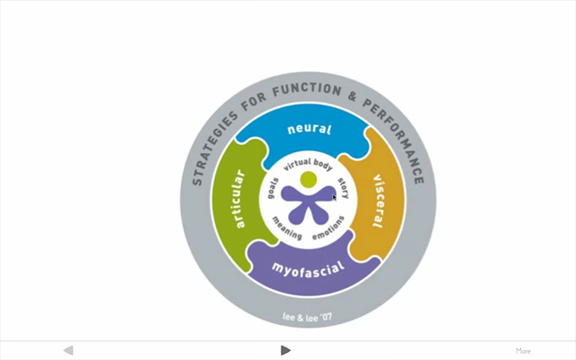 STRATEGIES FOR FUNCTION & PERFORMANCE
neural
virtual body
goals
story
articular
visceral
meaning
emotions
myofascial
lee & lee '07
More